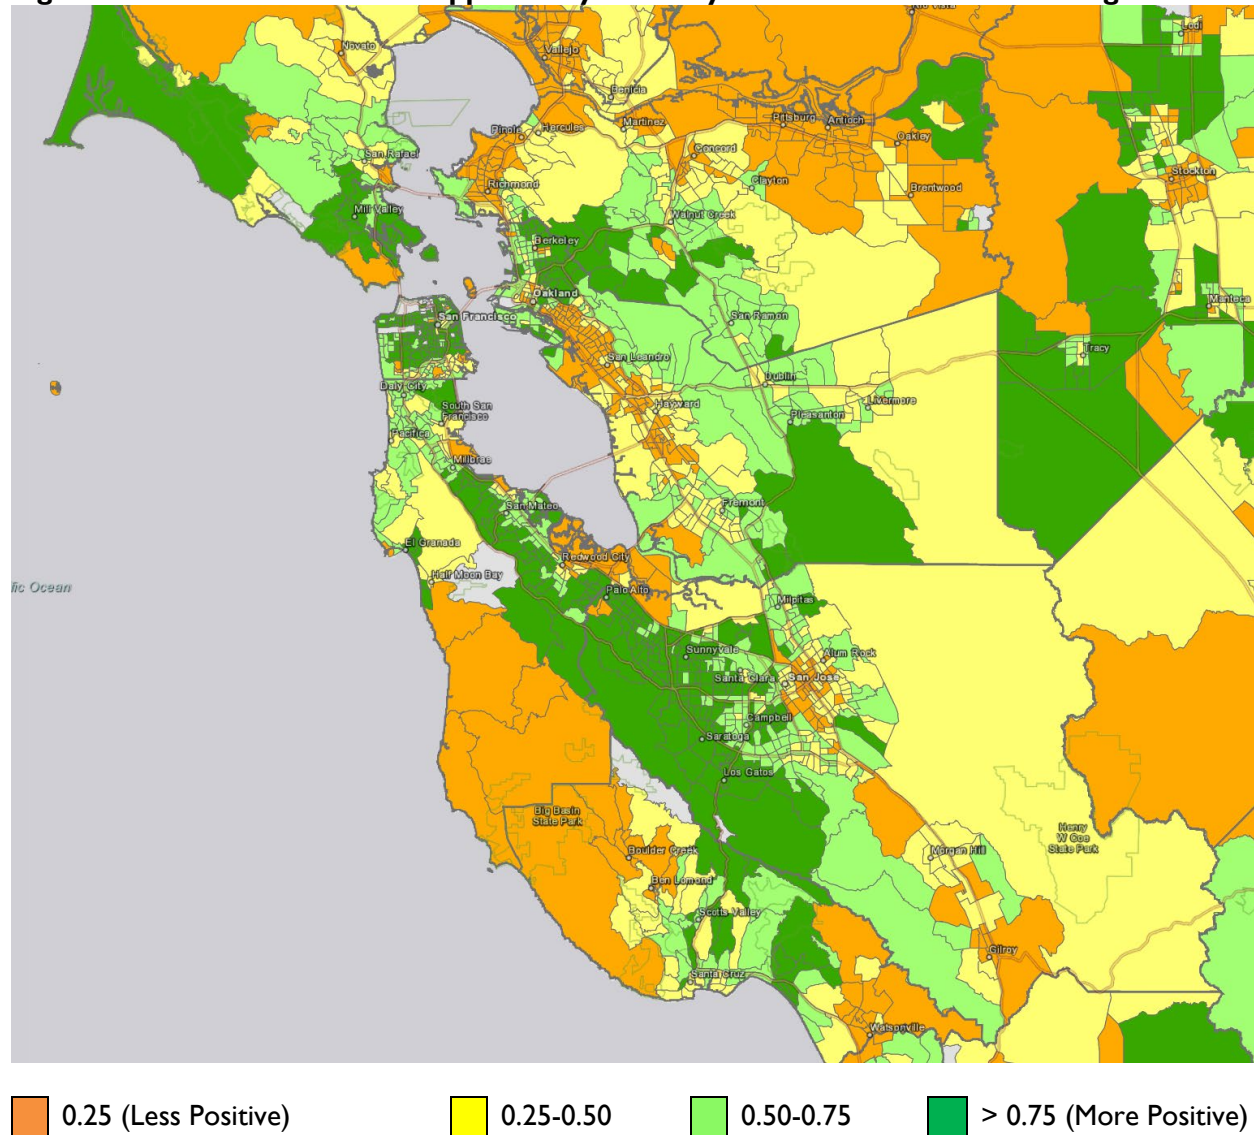 Novato
Vallejo
Lodi
Benicia
Pinole
Hercules
Martinez
Pittsburg
Antioch
Oakley
San Rafael
Concord
Clayton
Richmond
Brentwood
Stockton
Mill Valley
Walnut Creek
Berkeley
Oakland
San Francisco
San Ramon
Manteca
San Leandro
Tracy
Daly City
Dublin
South San
Francisco
Hayward
Livermore
Pleasanton
Pacifica
Millbrae
San Mateo
Fremont
El Granada
Redwood City
Half Moon Bay
fic Ocean
Palo Alto
Milpitas
Sunnyvale
Alum Rock
Santa Clara
San Jose
Campbell
Saratoga
Los Gatos
Big Basin
State Park
Henry
W Coe
State Park
Boulder Creek
Morgan Hill
Ben Lomond
Scotts Valley
Gilroy
Santa Cruz
Watsonville
0.25 (Less Positive)
0.25-0.50
0.50-0.75
> 0.75 (More Positive)